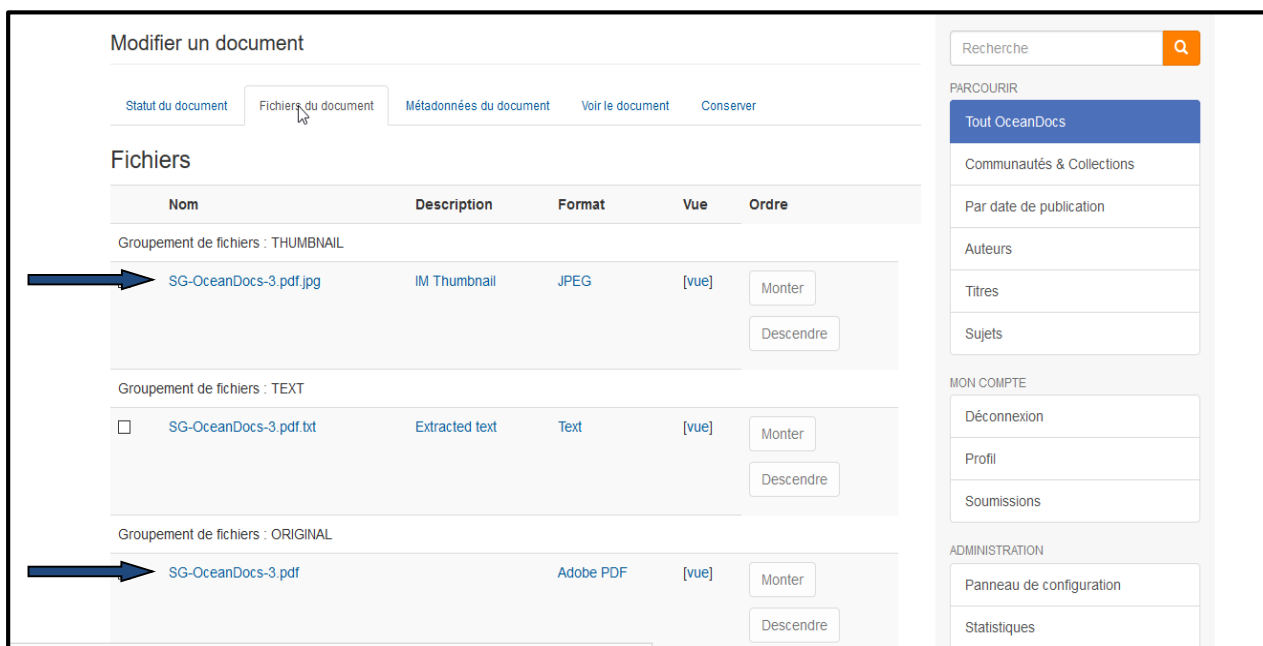 Modifier un document
Statut du document Fichiers du document Métadonnées du document Voir le document Conserver
Fichiers
Nom Description Format Vue Ordre
Groupement de fichiers : THUMBNAIL
SG-OceanDocs-3.pdf.jpg IM Thumbnail JPEG [vue] Monter
Descendre
Groupement de fichiers : TEXT
SG-OceanDocs-3.pdf.txt Extracted text Text [vue] Monter
Descendre
Groupement de fichiers : ORIGINAL
SG-OceanDocs-3.pdf Adobe PDF [vue] Monter
Descendre
Recherche
PARCOURIR
Tout OceanDocs
Communautés & Collections
Par date de publication
Auteurs
Titres
Sujets
MON COMPTE
Déconnexion
Profil
Soumissions
ADMINISTRATION
Panneau de configuration
Statistiques